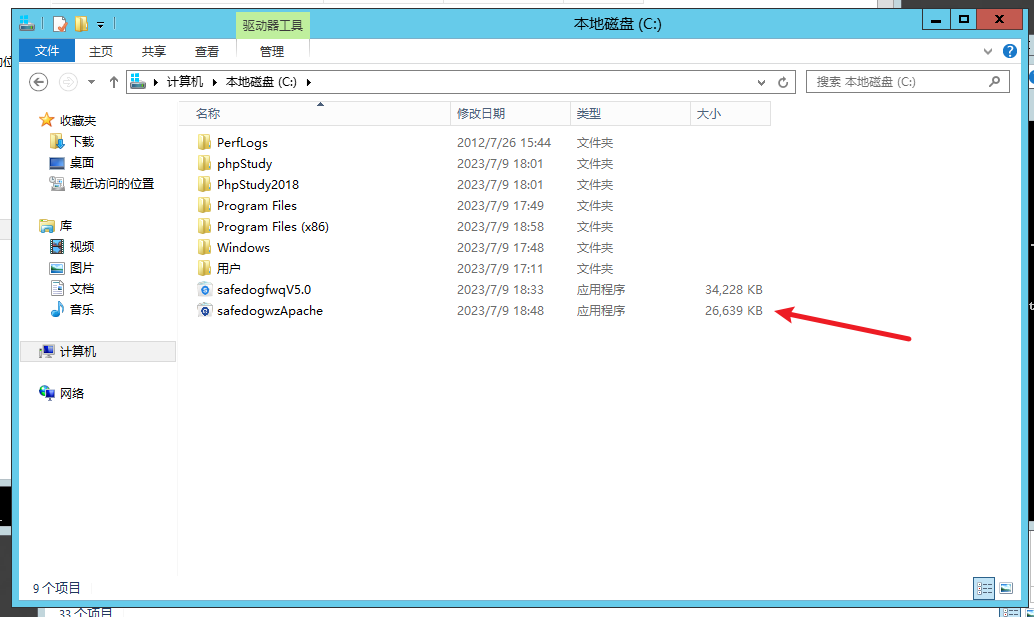 驱动器工具
本地磁盘 (C:)
文件 主页 共享 查看 管理
计算机 本地磁盘 (C:) 搜索 本地磁盘 (C:)
名称 修改日期 类型 大小
收藏夹
下载
桌面
最近访问的位置
库
视频
图片
文档
音乐
计算机
网络
PerfLogs 2012/7/26 15:44 文件夹
phpStudy 2023/7/9 18:01 文件夹
PhpStudy2018 2023/7/9 18:01 文件夹
Program Files 2023/7/9 17:49 文件夹
Program Files (x86) 2023/7/9 18:58 文件夹
Windows 2023/7/9 17:48 文件夹
用户 2023/7/9 17:11 文件夹
safedogfwqV5.0 2023/7/9 18:33 应用程序 34,228 KB
safedogwzApache 2023/7/9 18:48 应用程序 26,639 KB
9 个项目
33 个项目